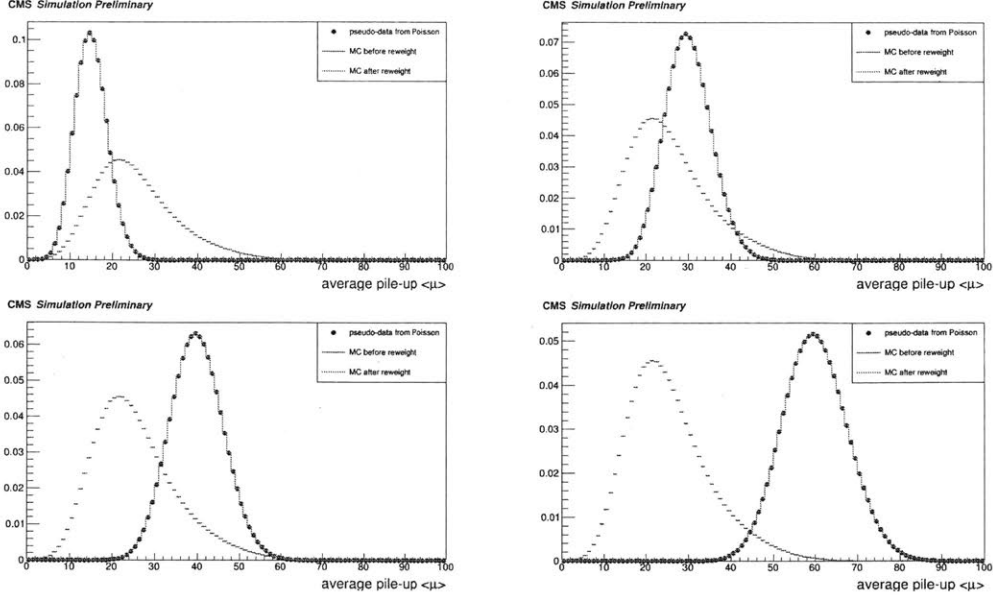 CMS Simulation Preliminary
pseudo-data from Poisson
MC before reweight
MC after reweight
0.1
0.08
0.06
0.04
0.02
0
0 10 20 30 40 50 60 70 80 90 100
average pile-up <μ>
CMS Simulation Preliminary
pseudo-data from Poisson
MC before reweight
MC after reweight
0.07
0.06
0.05
0.04
0.03
0.02
0.01
0
0 10 20 30 40 50 60 70 80 90 100
average pile-up <μ>
CMS Simulation Preliminary
pseudo-data from Poisson
MC before reweight
MC after reweight
0.06
0.05
0.04
0.03
0.02
0.01
0
0 10 20 30 40 50 60 70 80 90 100
average pile-up <μ>
CMS Simulation Preliminary
pseudo-data from Poisson
MC before reweight
MC after reweight
0.05
0.04
0.03
0.02
0.01
0
0 10 20 30 40 50 60 70 80 90 100
average pile-up <μ>